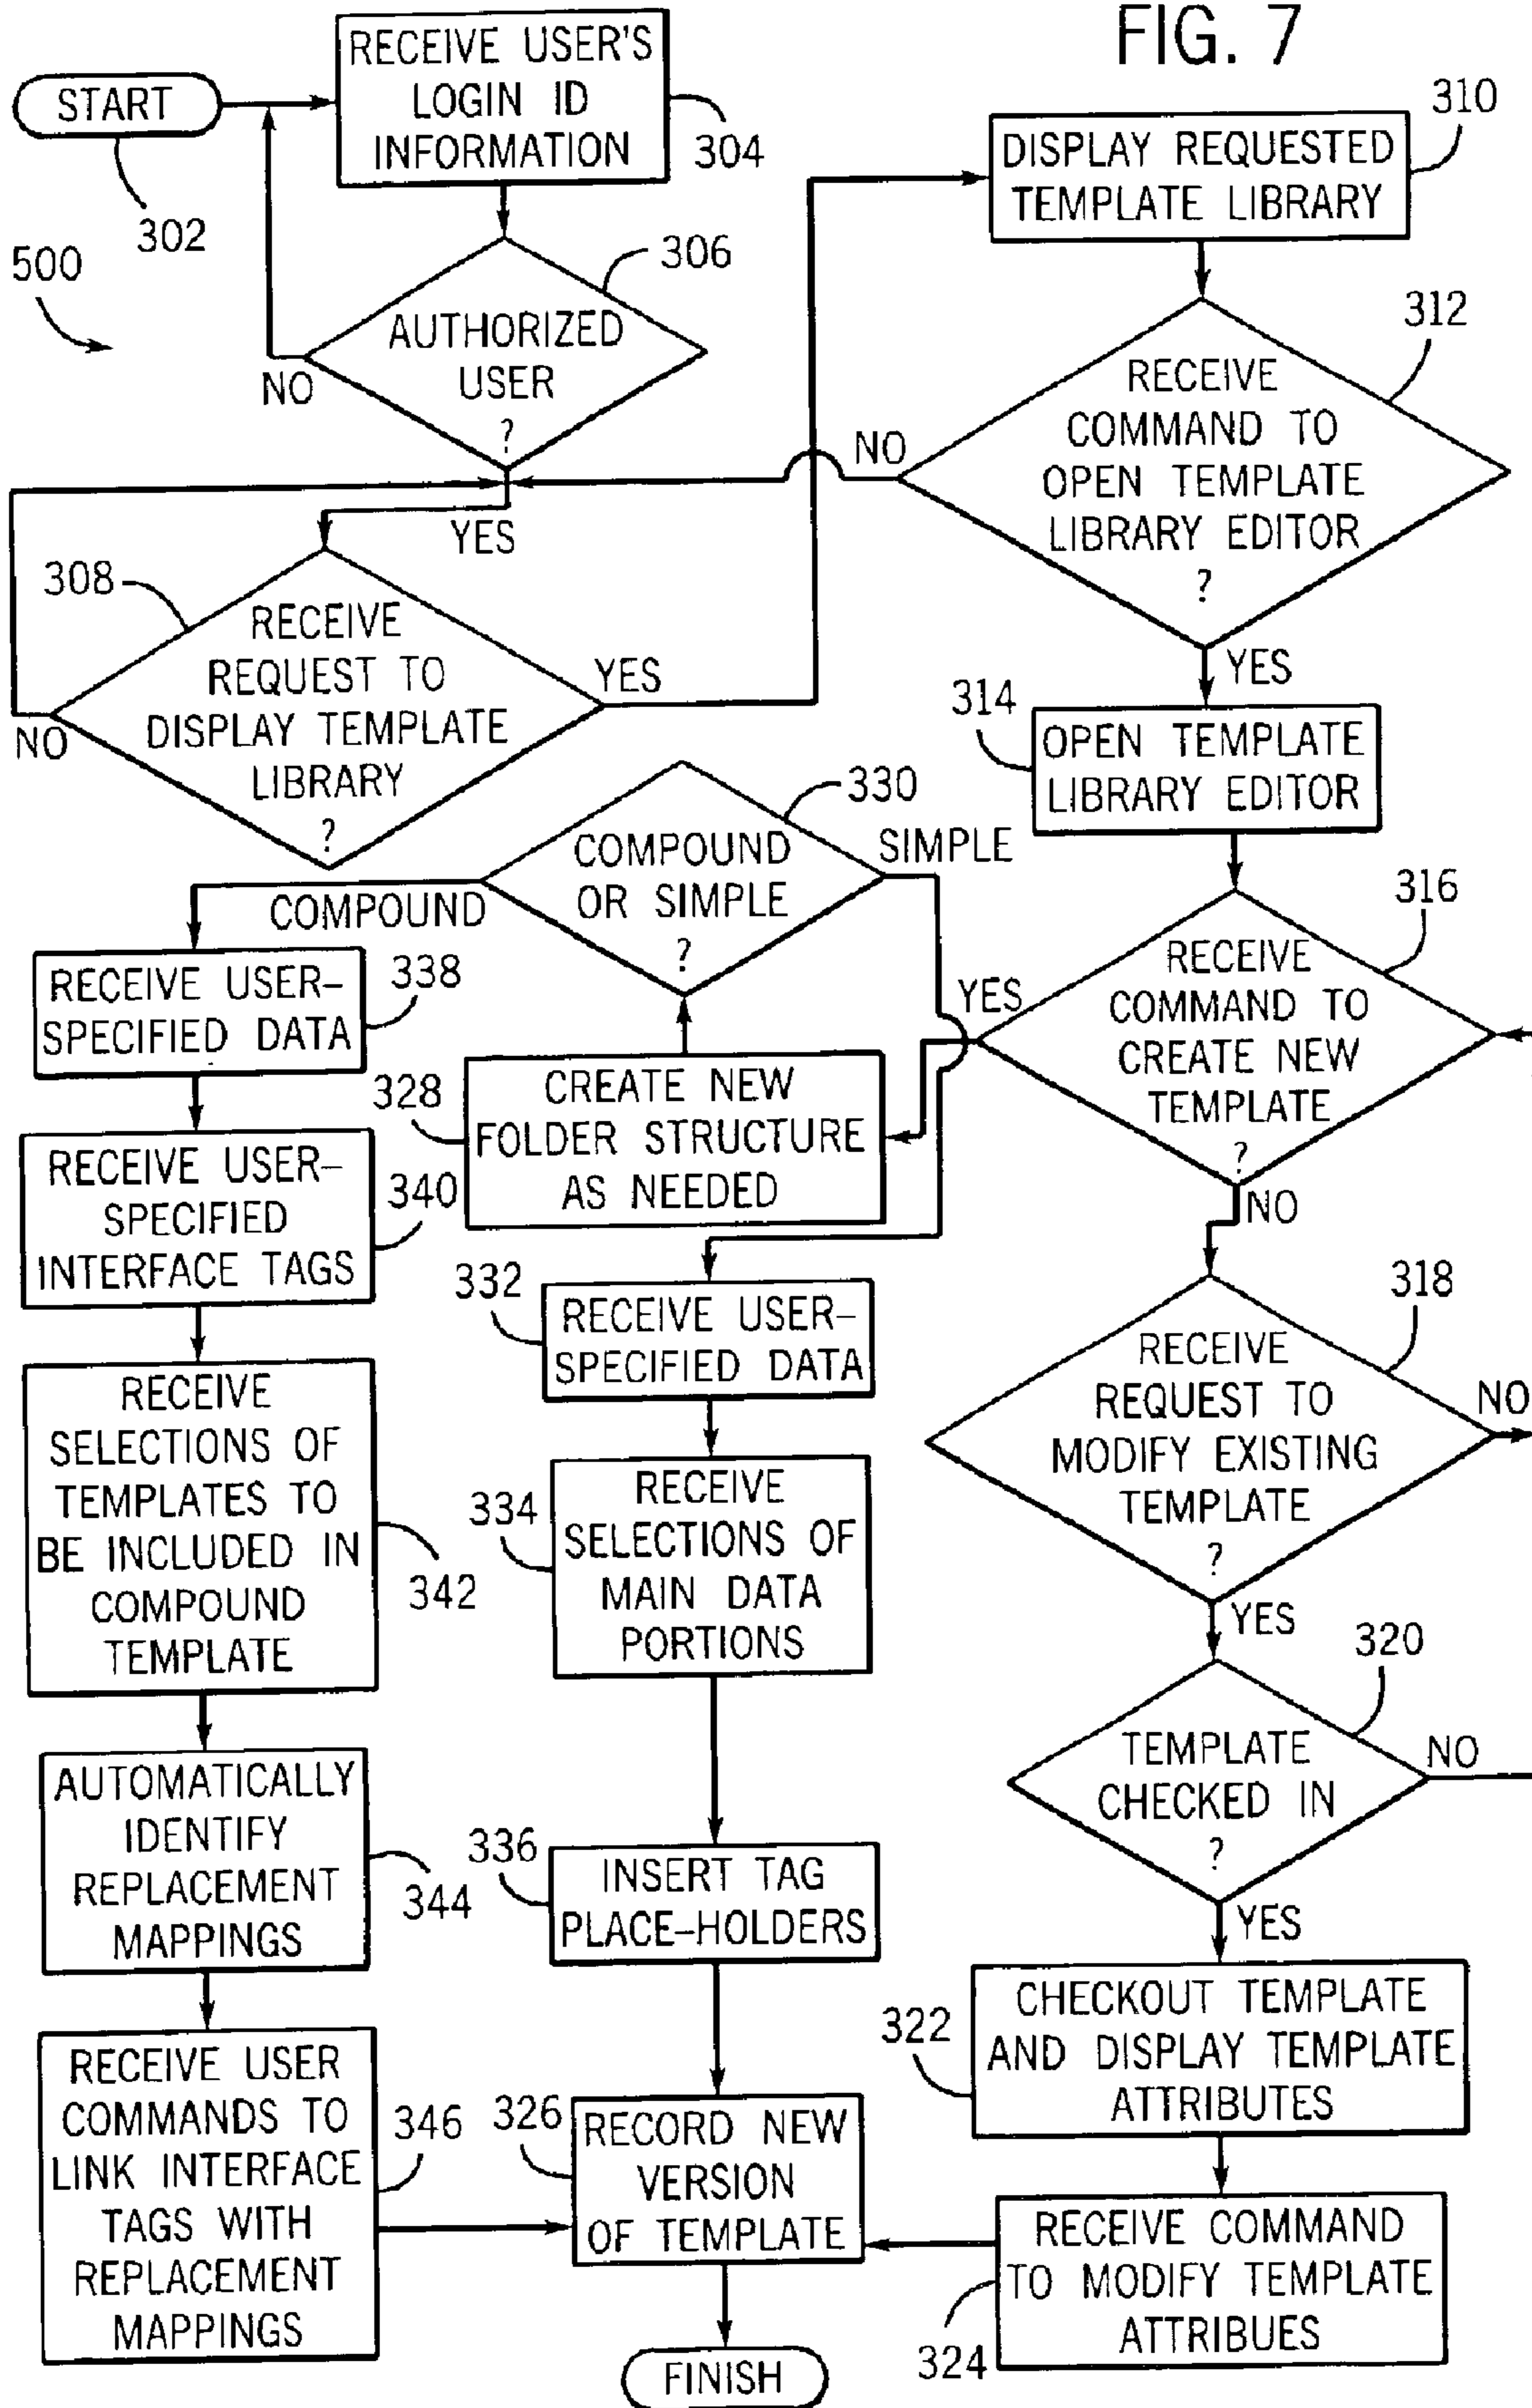 FIG. 7
START
302
500
RECEIVE USER'S
LOGIN ID
INFORMATION
304
AUTHORIZED
USER
?
306
NO
YES
308
RECEIVE
REQUEST TO
DISPLAY TEMPLATE
LIBRARY
?
NO
YES
DISPLAY REQUESTED
TEMPLATE LIBRARY
310
RECEIVE
COMMAND TO
OPEN TEMPLATE
LIBRARY EDITOR
?
312
NO
YES
314
OPEN TEMPLATE
LIBRARY EDITOR
RECEIVE
COMMAND TO
CREATE NEW
TEMPLATE
?
316
YES
NO
RECEIVE
REQUEST TO
MODIFY EXISTING
TEMPLATE
?
318
NO
YES
TEMPLATE
CHECKED IN
?
320
NO
YES
322
CHECKOUT TEMPLATE
AND DISPLAY TEMPLATE
ATTRIBUTES
RECEIVE COMMAND
TO MODIFY TEMPLATE
ATTRIBUES
324
328
CREATE NEW
FOLDER STRUCTURE
AS NEEDED
COMPOUND
OR SIMPLE
?
330
SIMPLE
COMPOUND
332
RECEIVE USER–
SPECIFIED DATA
334
RECEIVE
SELECTIONS OF
MAIN DATA
PORTIONS
336
INSERT TAG
PLACE–HOLDERS
RECEIVE USER–
SPECIFIED DATA
338
RECEIVE USER–
SPECIFIED
INTERFACE TAGS
340
RECEIVE
SELECTIONS OF
TEMPLATES TO
BE INCLUDED IN
COMPOUND
TEMPLATE
342
AUTOMATICALLY
IDENTIFY
REPLACEMENT
MAPPINGS
344
RECEIVE USER
COMMANDS TO
LINK INTERFACE
TAGS WITH
REPLACEMENT
MAPPINGS
346
326
RECORD NEW
VERSION
OF TEMPLATE
FINISH